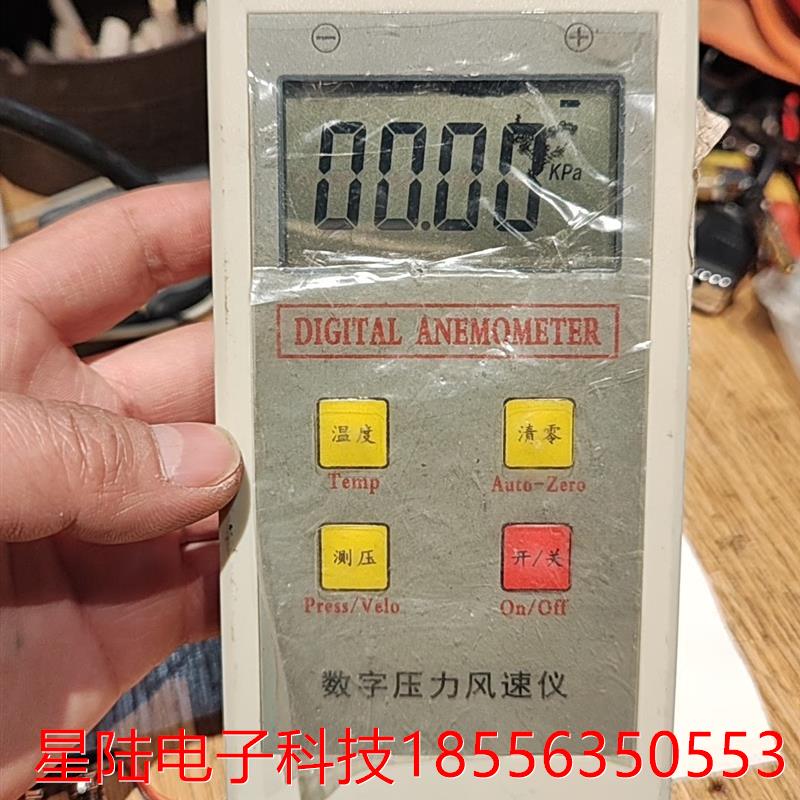 00.00 KPa
DIGITAL ANEMOMETER
温度 清零
Temp Auto-Zero
测压 开/关
Press/Velo On/Off
数字压力风速仪
星陆电子科技18556350553